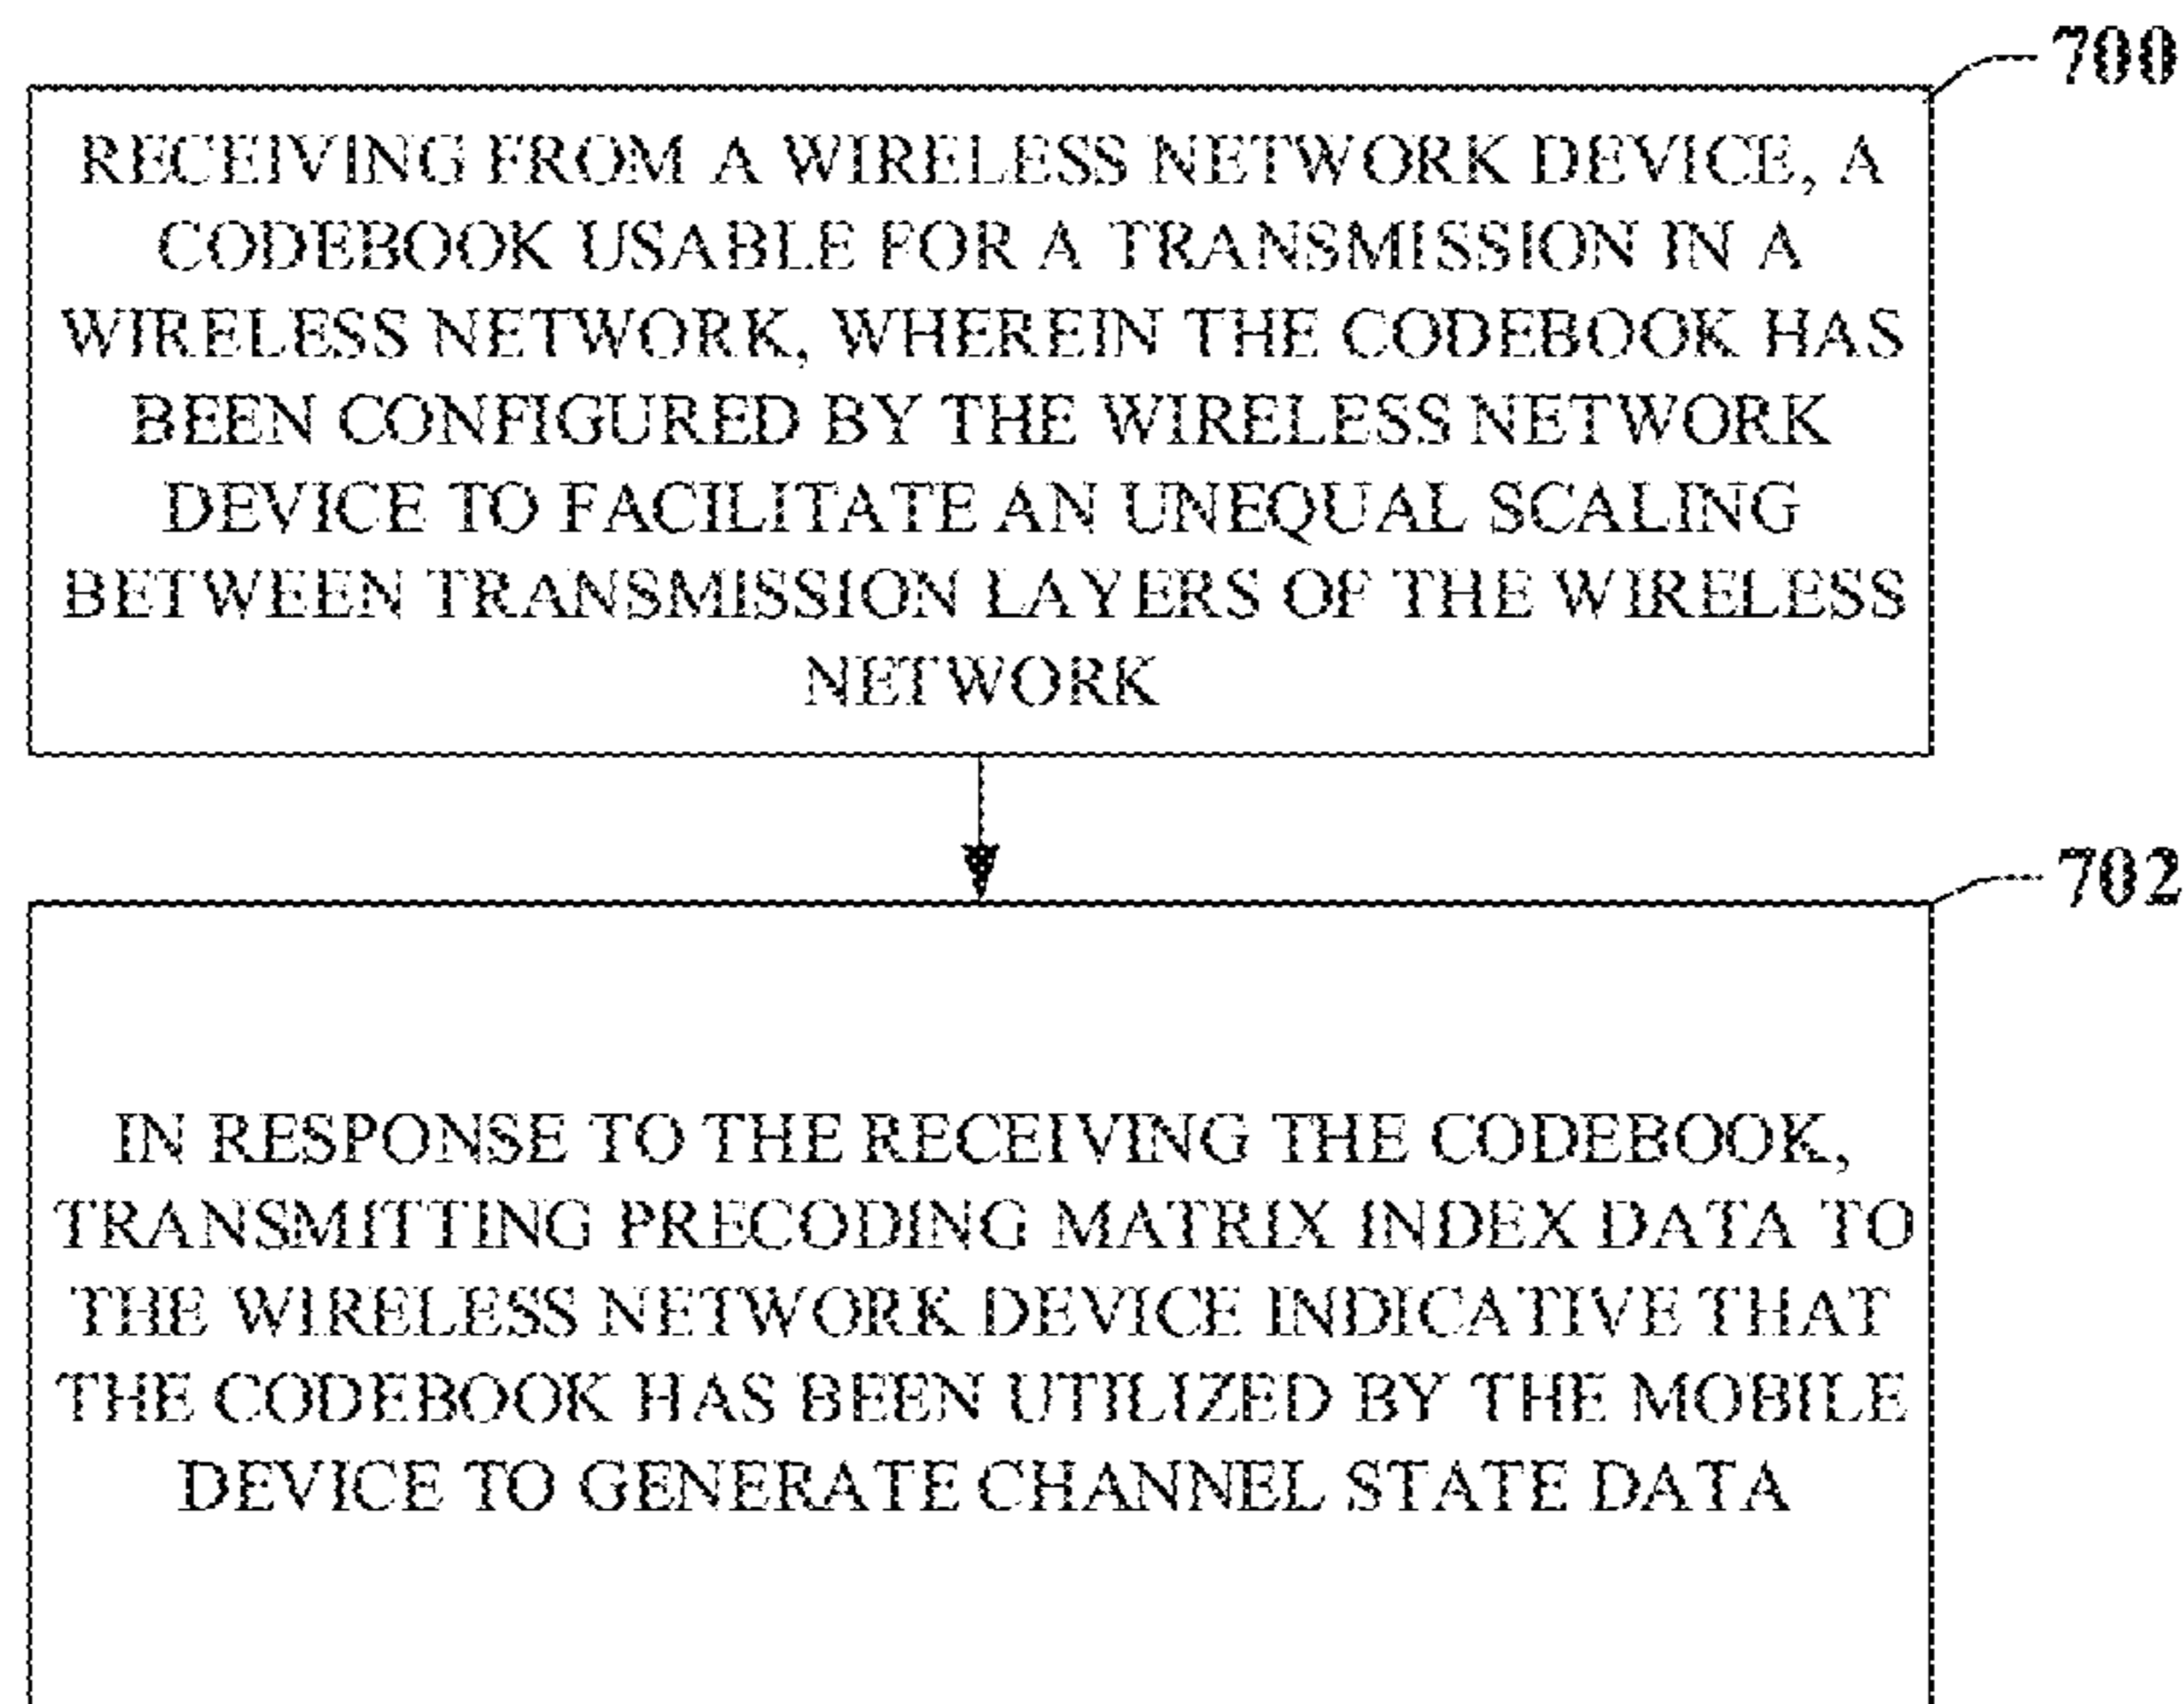 700
RECEIVING FROM A WIRELESS NETWORK DEVICE, A
CODEBOOK USABLE FOR A TRANSMISSION IN A
WIRELESS NETWORK, WHEREIN THE CODEBOOK HAS
BEEN CONFIGURED BY THE WIRELESS NETWORK
DEVICE TO FACILITATE AN UNEQUAL SCALING
BETWEEN TRANSMISSION LAYERS OF THE WIRELESS
NETWORK
702
IN RESPONSE TO THE RECEIVING THE CODEBOOK,
TRANSMITTING PRECODING MATRIX INDEX DATA TO
THE WIRELESS NETWORK DEVICE INDICATIVE THAT
THE CODEBOOK HAS BEEN UTILIZED BY THE MOBILE
DEVICE TO GENERATE CHANNEL STATE DATA